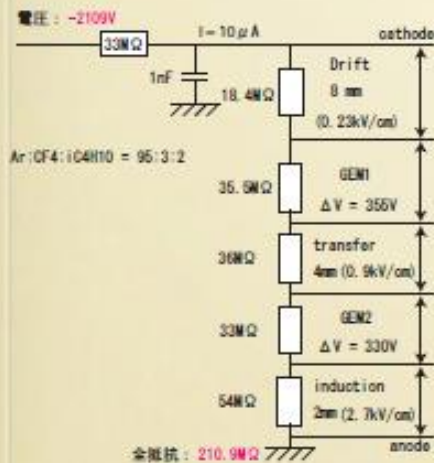 電圧：-2109V
I=10μA
cathode
33MΩ
1mF
18.4MΩ
Drift
8 mm
(0.23kV/cm)
Ar:CF4:iC4H10 = 95:3:2
35.5MΩ
GEM1
ΔV = 355V
36MΩ
transfer
4mm(0.9kV/cm)
33MΩ
GEM2
ΔV = 330V
54MΩ
induction
2mm(2.7kV/cm)
全抵抗：210.9MΩ
anode